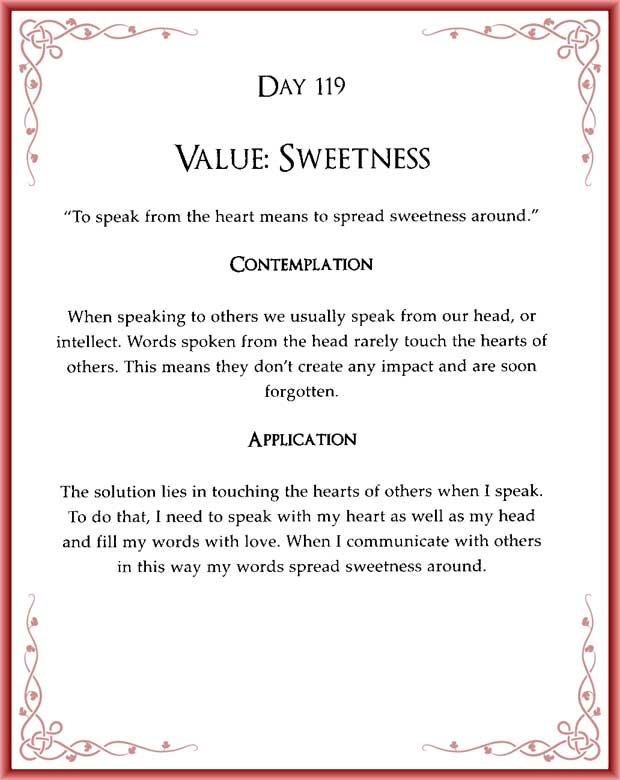 Day 119
Value: Sweetness
“To speak from the heart means to spread sweetness around.”
Contemplation
When speaking to others we usually speak from our head, or
intellect. Words spoken from the head rarely touch the hearts of
others. This means they don’t create any impact and are soon
forgotten.
Application
The solution lies in touching the hearts of others when I speak.
To do that, I need to speak with my heart as well as my head
and fill my words with love. When I communicate with others
in this way my words spread sweetness around.